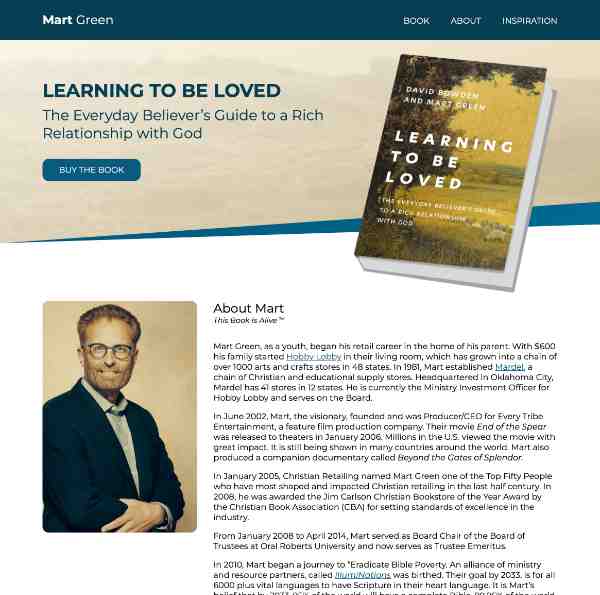 Mart Green
BOOK ABOUT INSPIRATION
LEARNING TO BE LOVED
The Everyday Believer's Guide to a Rich
Relationship with God
BUY THE BOOK
DAVID BOWDEN
AND MART GREEN
LEARNING
TO BE
LOVED
THE EVERYDAY BELIEVER'S GUIDE
TO A RICH RELATIONSHIP
WITH GOD
About Mart
This Book is Alive™
Mart Green, as a youth, began his retail career in the home of his parent. With $600
his family started Hobby Lobby in their living room, which has grown into a chain of
over 1000 arts and crafts stores in 48 states. In 1981, Mart established Mardel, a
chain of Christian and educational supply stores. Headquartered in Oklahoma City,
Mardel has 41 stores in 12 states. He is currently the Ministry Investment Officer for
Hobby Lobby and serves on the Board.
In June 2002, Mart, the visionary, founded and was Producer/CEO for Every Tribe
Entertainment, a feature film production company. Their movie End of the Spear
was released to theaters in January 2006. Millions in the U.S. viewed the movie with
great impact. It is still being shown in many countries around the world. Mart also
produced a companion documentary called Beyond the Gates of Splendor.
In January 2005, Christian Retailing named Mart Green one of the Top Fifty People
who have most shaped and impacted Christian retailing in the last half century. In
2008, he was awarded the Jim Carlson Christian Bookstore of the Year Award by
the Christian Book Association (CBA) for setting standards of excellence in the
industry.
From January 2008 to April 2014, Mart served as Board Chair of the Board of
Trustees at Oral Roberts University and now serves as Trustee Emeritus.
In 2010, Mart began a journey to "Eradicate Bible Poverty. An alliance of ministry
and resource partners, called IllumiNations was birthed. Their goal by 2033, is for all
6000 plus vital languages to have Scripture in their heart language. It is Mart's